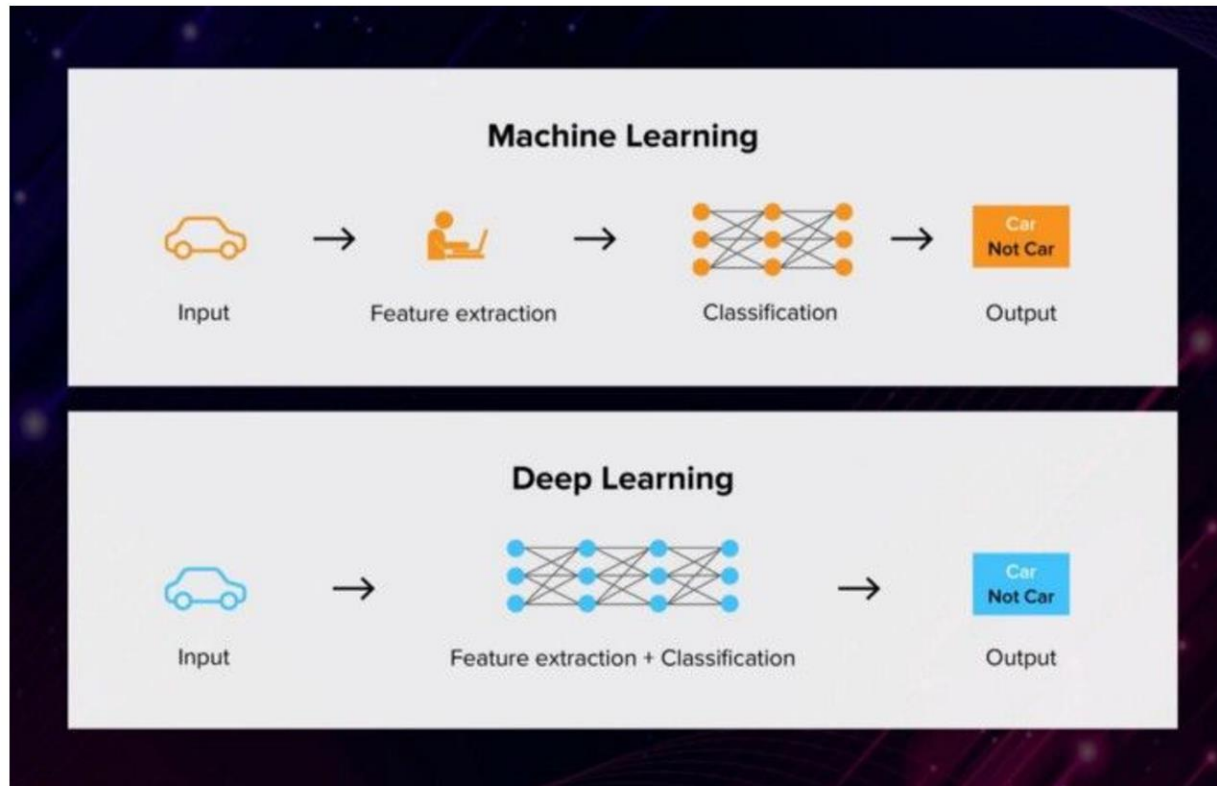 Machine Learning
Input
Feature extraction
Classification
Car
Not Car
Output
Deep Learning
Input
Feature extraction + Classification
Car
Not Car
Output